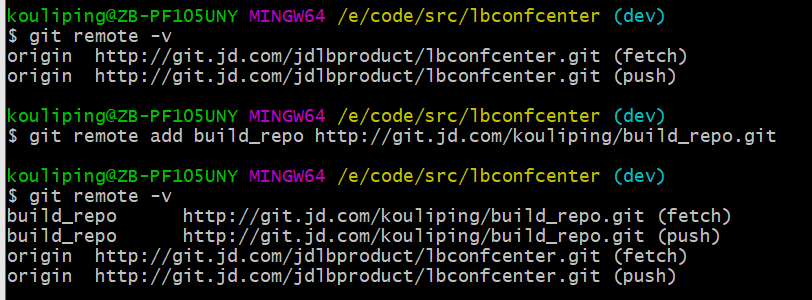 kouliping@ZB-PF105UNY MINGW64 /e/code/src/lbconfcenter (dev)
$ git remote -v
origin  http://git.jd.com/jdlbproduct/lbconfcenter.git (fetch)
origin  http://git.jd.com/jdlbproduct/lbconfcenter.git (push)
kouliping@ZB-PF105UNY MINGW64 /e/code/src/lbconfcenter (dev)
$ git remote add build_repo http://git.jd.com/kouliping/build_repo.git
kouliping@ZB-PF105UNY MINGW64 /e/code/src/lbconfcenter (dev)
$ git remote -v
build_repo      http://git.jd.com/kouliping/build_repo.git (fetch)
build_repo      http://git.jd.com/kouliping/build_repo.git (push)
origin  http://git.jd.com/jdlbproduct/lbconfcenter.git (fetch)
origin  http://git.jd.com/jdlbproduct/lbconfcenter.git (push)